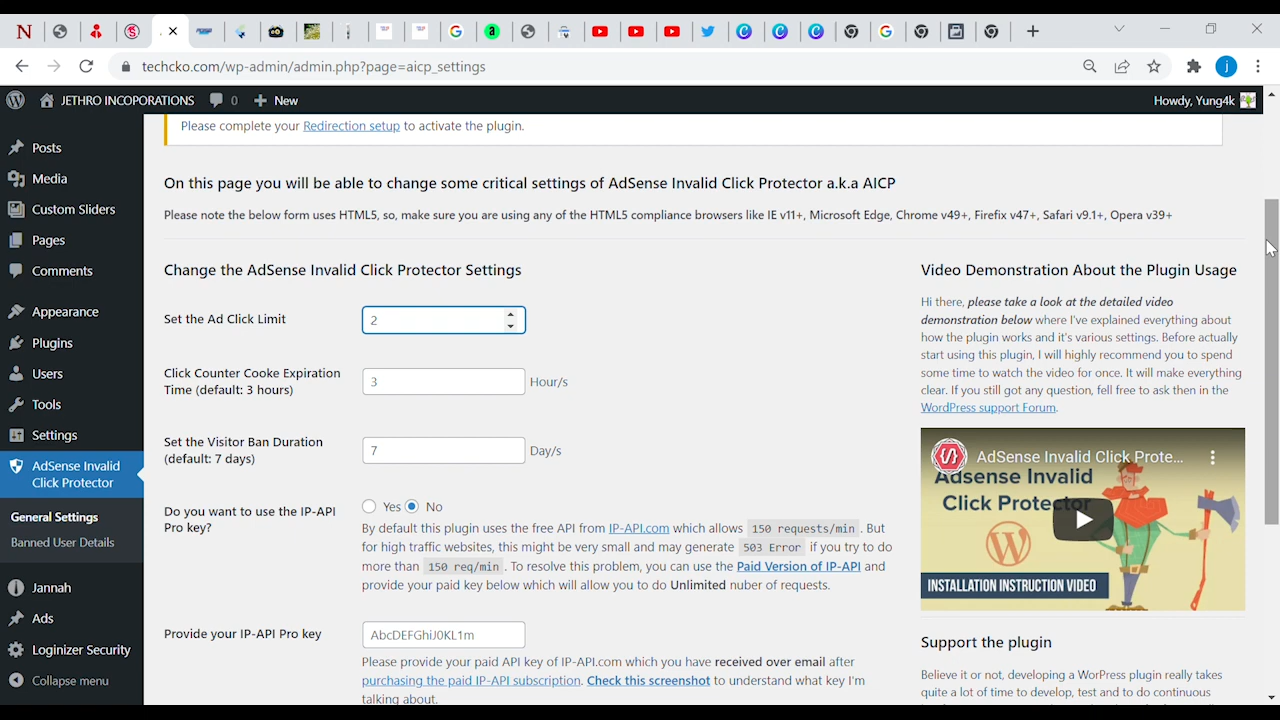 techcko.com/wp-admin/admin.php?page=aicp_settings
JETHRO INCOPORATIONS 0 New
Howdy, Yung4k
Posts
Media
Custom Sliders
Pages
Comments
Appearance
Plugins
Users
Tools
Settings
AdSense Invalid
Click Protector
General Settings
Banned User Details
Jannah
Ads
Loginizer Security
Collapse menu
Please complete your Redirection setup to activate the plugin.
On this page you will be able to change some critical settings of AdSense Invalid Click Protector a.k.a AICP
Please note the below form uses HTML5, so, make sure you are using any of the HTML5 compliance browsers like IE v11+, Microsoft Edge, Chrome v49+, Firefix v47+, Safari v9.1+, Opera v39+
Change the AdSense Invalid Click Protector Settings
Set the Ad Click Limit
2
Click Counter Cooke Expiration
Time (default: 3 hours)
3 Hour/s
Set the Visitor Ban Duration
(default: 7 days)
7 Day/s
Do you want to use the IP-API
Pro key?
Yes No
By default this plugin uses the free API from IP-API.com which allows 150 requests/min . But
for high traffic websites, this might be very small and may generate 503 Error if you try to do
more than 150 req/min . To resolve this problem, you can use the Paid Version of IP-API and
provide your paid key below which will allow you to do Unlimited nuber of requests.
Provide your IP-API Pro key
AbcDEFGhiJ0KL1m
Please provide your paid API key of IP-API.com which you have received over email after
purchasing the paid IP-API subscription. Check this screenshot to understand what key I'm
talking about.
Video Demonstration About the Plugin Usage
Hi there, please take a look at the detailed video
demonstration below where I've explained everything about
how the plugin works and it's various settings. Before actually
start using this plugin, I will highly recommend you to spend
some time to watch the video for once. It will make everything
clear. If you still got any question, fell free to ask then in the
WordPress support Forum.
AdSense Invalid Click Prote...
Adsense Invalid
Click Protector
INSTALLATION INSTRUCTION VIDEO
Support the plugin
Believe it or not, developing a WorPress plugin really takes
quite a lot of time to develop, test and to do continuous